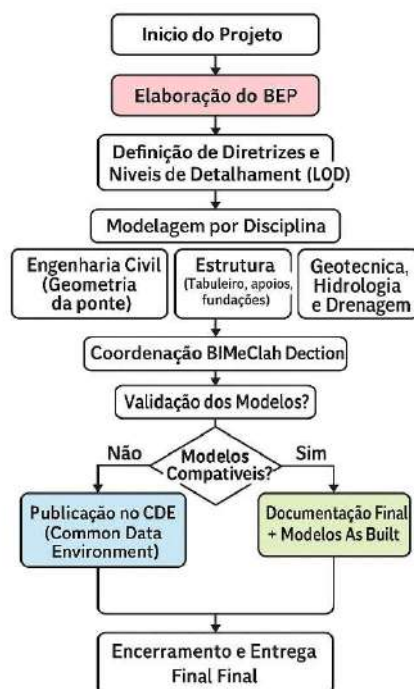 Inicio do Projeto
Elaboração do BEP
Definição de Diretrizes e
Niveis de Detalhament (LOD)
Modelagem por Disciplina
Engenharia Civil
(Geometria
da ponte)
Estrutura
(Tabuleiro, apoios,
fundações)
Geotecnica,
Hidrologia
e Drenagem
Coordenação BIMeClah Dection
Validação dos Modelos?
Não
Modelos
Compativeis?
Sim
Publicação no CDE
(Common Data
Environment)
Documentação Final
+ Modelos As Built
Encerramento e Entrega
Final Final